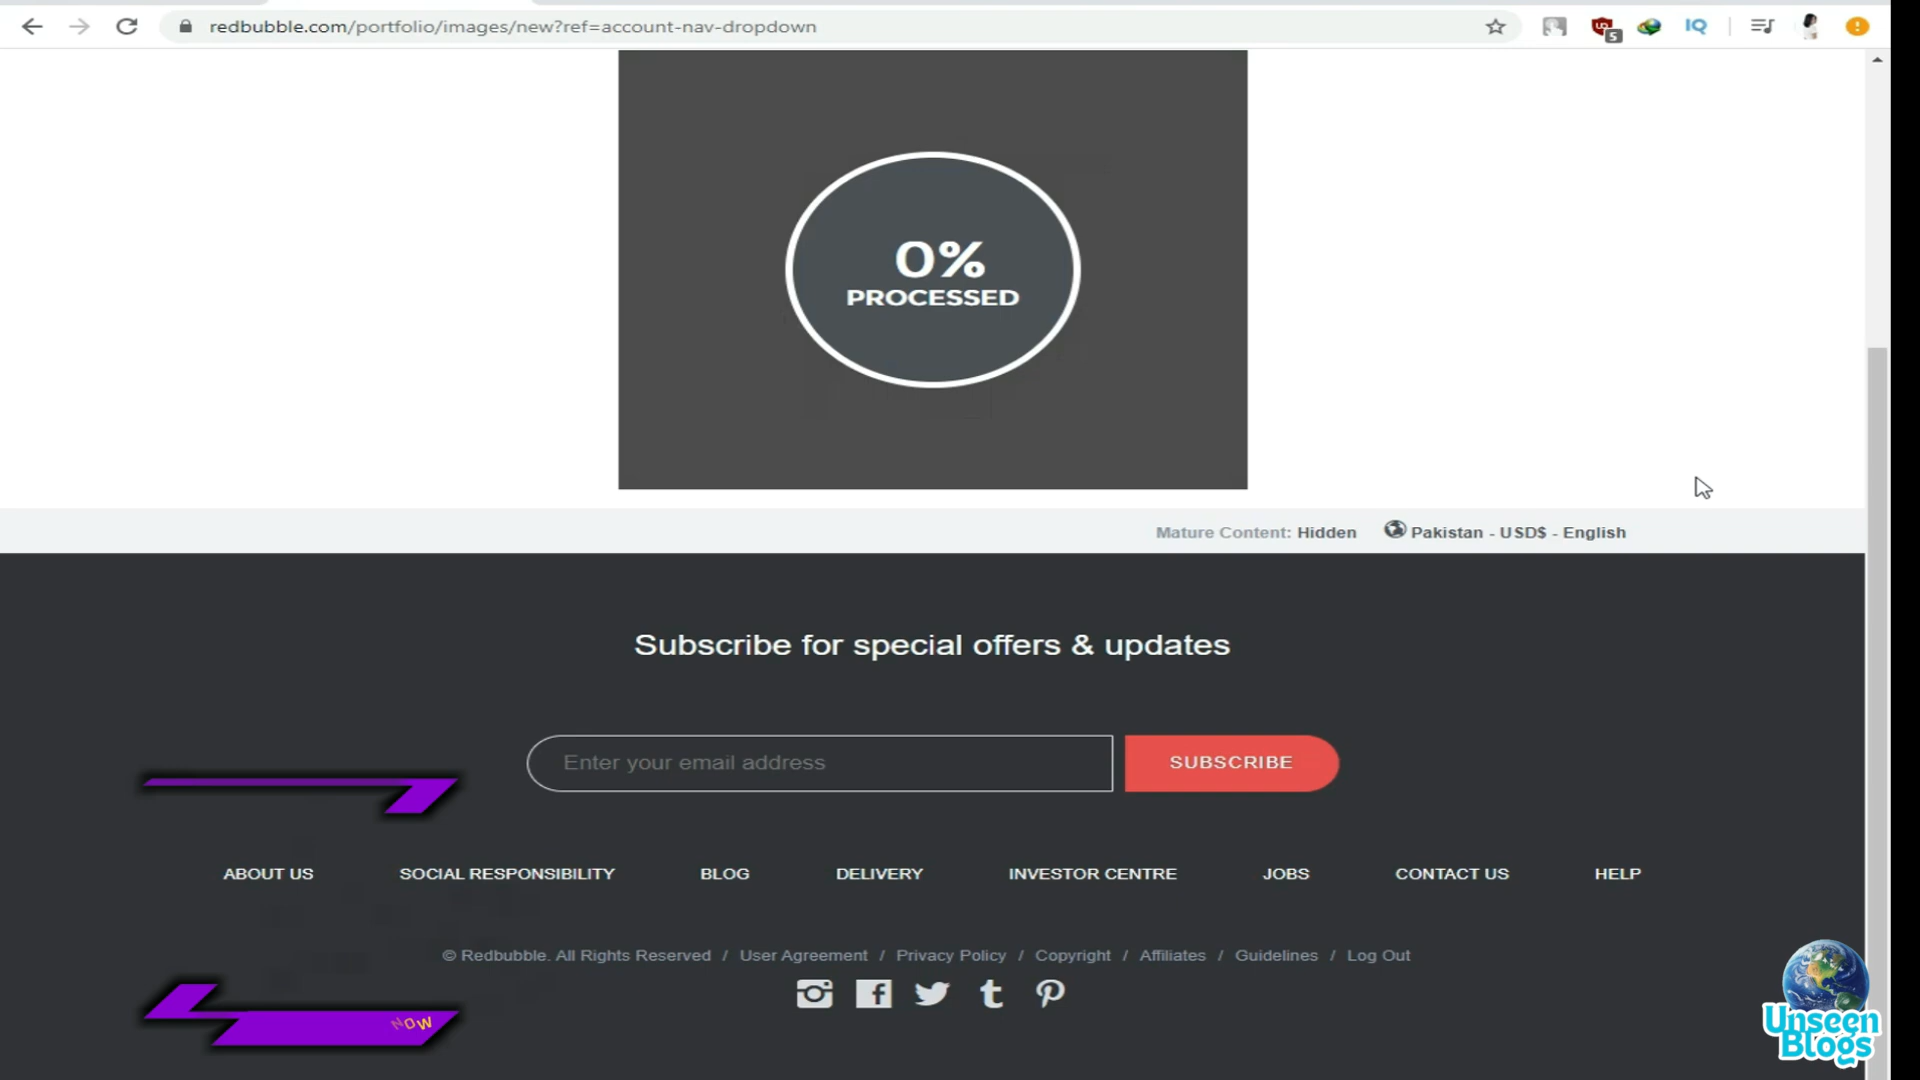 redbubble.com/portfolio/images/new?ref=account-nav-dropdown
5
IQ
0%
PROCESSED
Mature Content: Hidden Pakistan - USD$ - English
Subscribe for special offers & updates
Enter your email address SUBSCRIBE
ABOUT US SOCIAL RESPONSIBILITY BLOG DELIVERY INVESTOR CENTRE JOBS CONTACT US HELP
© Redbubble. All Rights Reserved / User Agreement / Privacy Policy / Copyright / Affiliates / Guidelines / Log Out
NOW
Unseen
Blogs